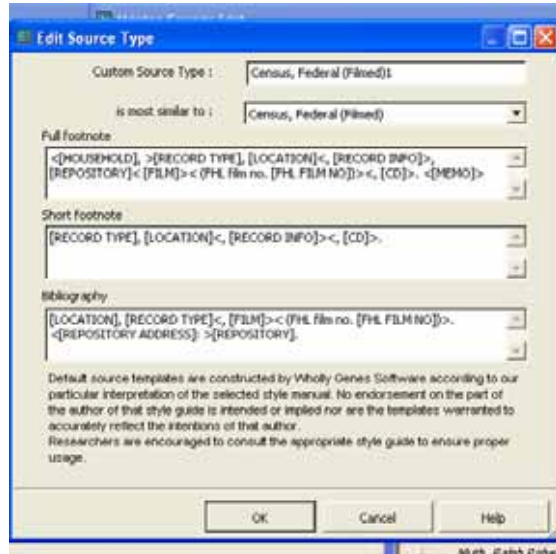 Edit Source Type
Custom Source Type : Census, Federal (Filmed)1
is most similar to : Census, Federal (Filmed)
Full footnote
<[HOUSEHOLD], >[RECORD TYPE], [LOCATION]<, [RECORD INFO]>,
[REPOSITORY]< [FILM]>< (FHL film no. [FHL FILM NO])><, [CD]>. <[MEMO]>
Short footnote
[RECORD TYPE], [LOCATION]<, [RECORD INFO]><, [CD]>.
Bibliography
[LOCATION], [RECORD TYPE]<, [FILM]>< (FHL film no. [FHL FILM NO])>.
<[REPOSITORY ADDRESS]: >[REPOSITORY].
Default source templates are constructed by Wholly Genes Software according to our
particular interpretation of the selected style manual. No endorsement on the part of
the author of that style guide is intended or implied nor are the templates warranted to
accurately reflect the intentions of that author.
Researchers are encouraged to consult the appropriate style guide to ensure proper
usage.
OK Cancel Help